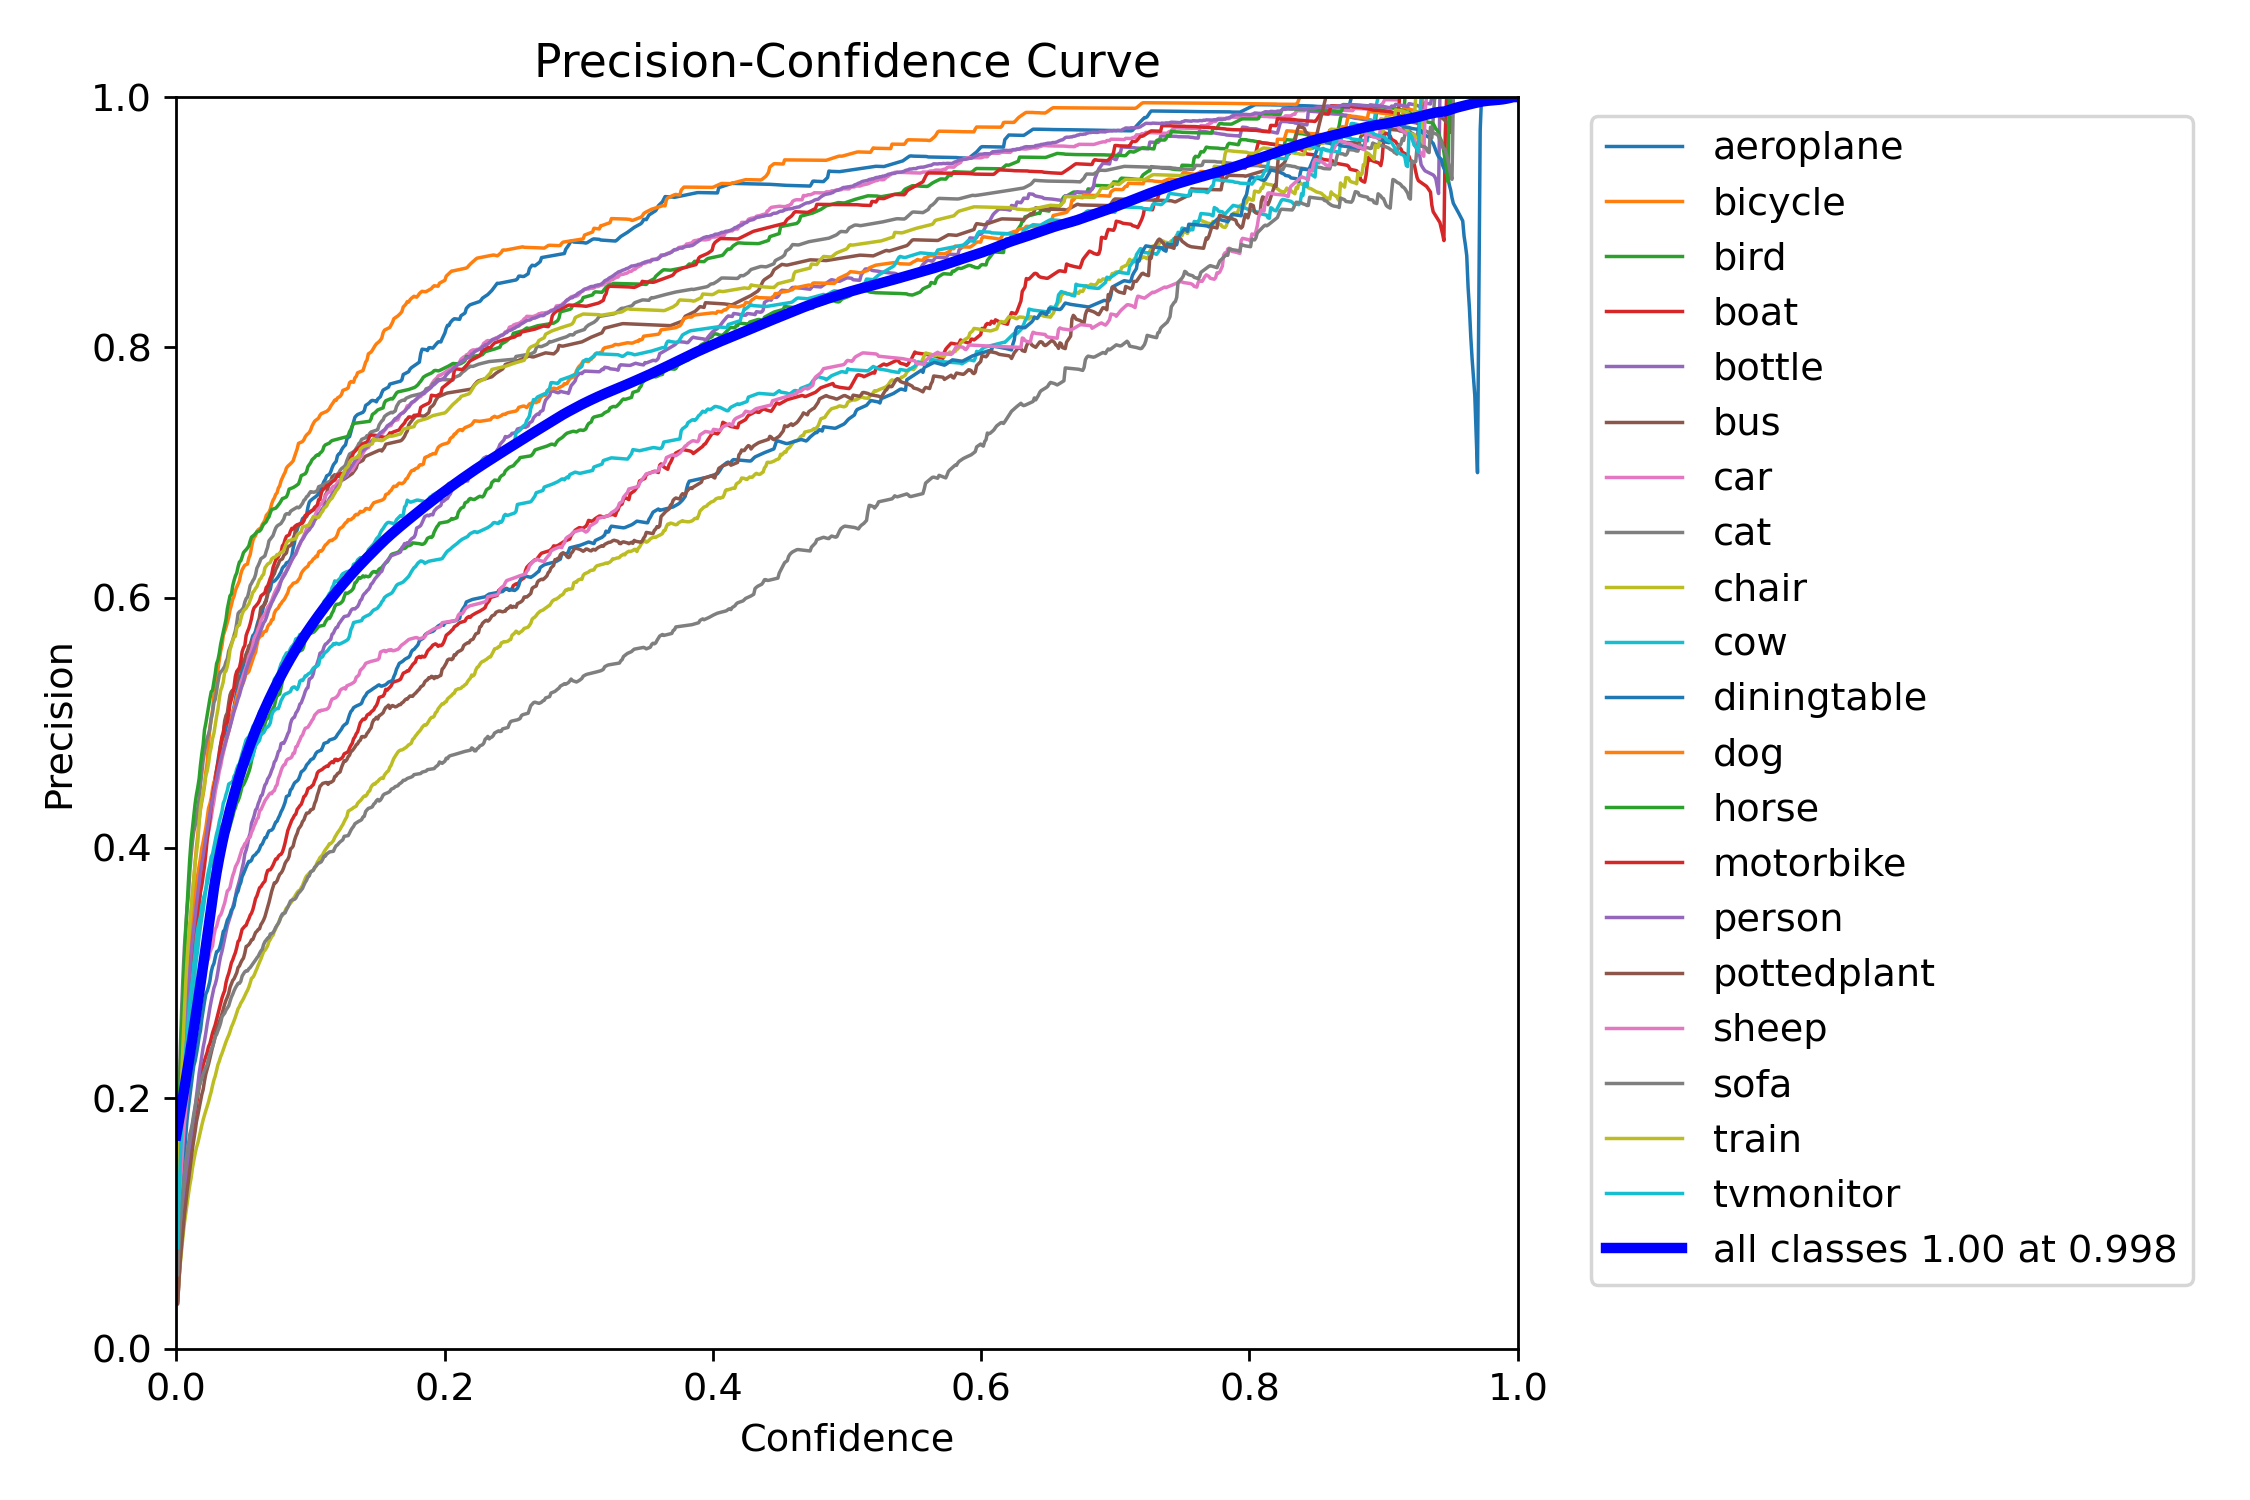 Precision-Confidence Curve
1.0
0.8
0.6
0.4
0.2
0.0
Precision
0.0 0.2 0.4 0.6 0.8 1.0
Confidence
aeroplane
bicycle
bird
boat
bottle
bus
car
cat
chair
cow
diningtable
dog
horse
motorbike
person
pottedplant
sheep
sofa
train
tvmonitor
all classes 1.00 at 0.998